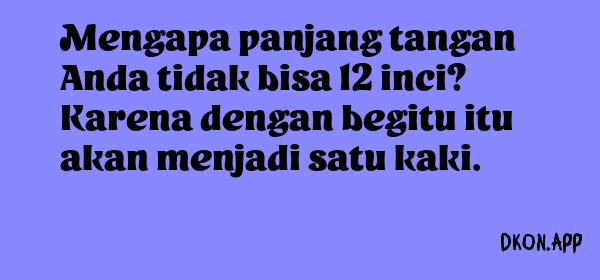 Mengapa panjang tangan
Anda tidak bisa 12 inci?
Karena dengan begitu itu
akan menjadi satu kaki.
DKON.APP